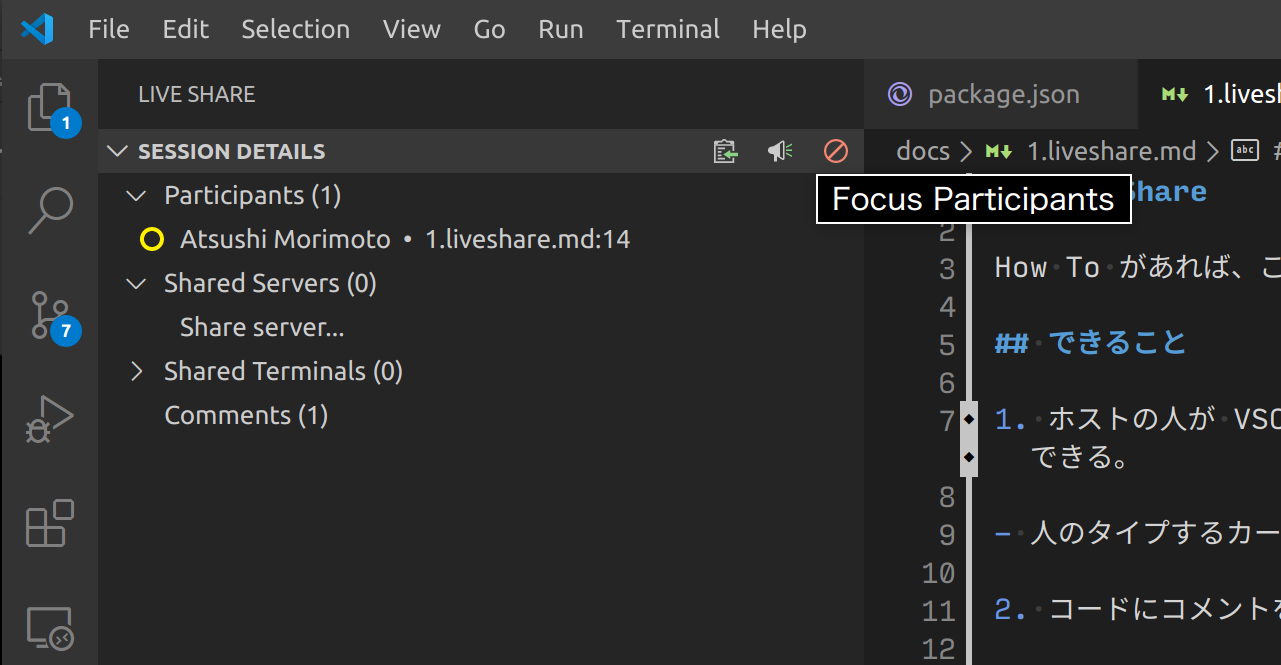 File Edit Selection View Go Run Terminal Help
LIVE SHARE
SESSION DETAILS
Participants (1)
Atsushi Morimoto • 1.liveshare.md:14
Shared Servers (0)
Share server...
Shared Terminals (0)
Comments (1)
1
7
package.json
1.livesh
docs > 1.liveshare.md > abc #
Focus Participants
Share
2
3 How To があれば、こ
4
5 ## できること
6
7 1. ホストの人が VSC
できる。
8
9 - 人のタイプするカー
10
11 2. コードにコメントを
12